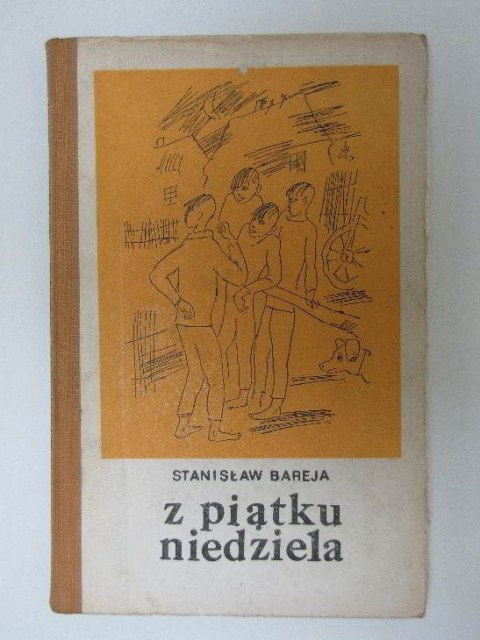 STANISŁAW BAREJA
z piątku
niedziela